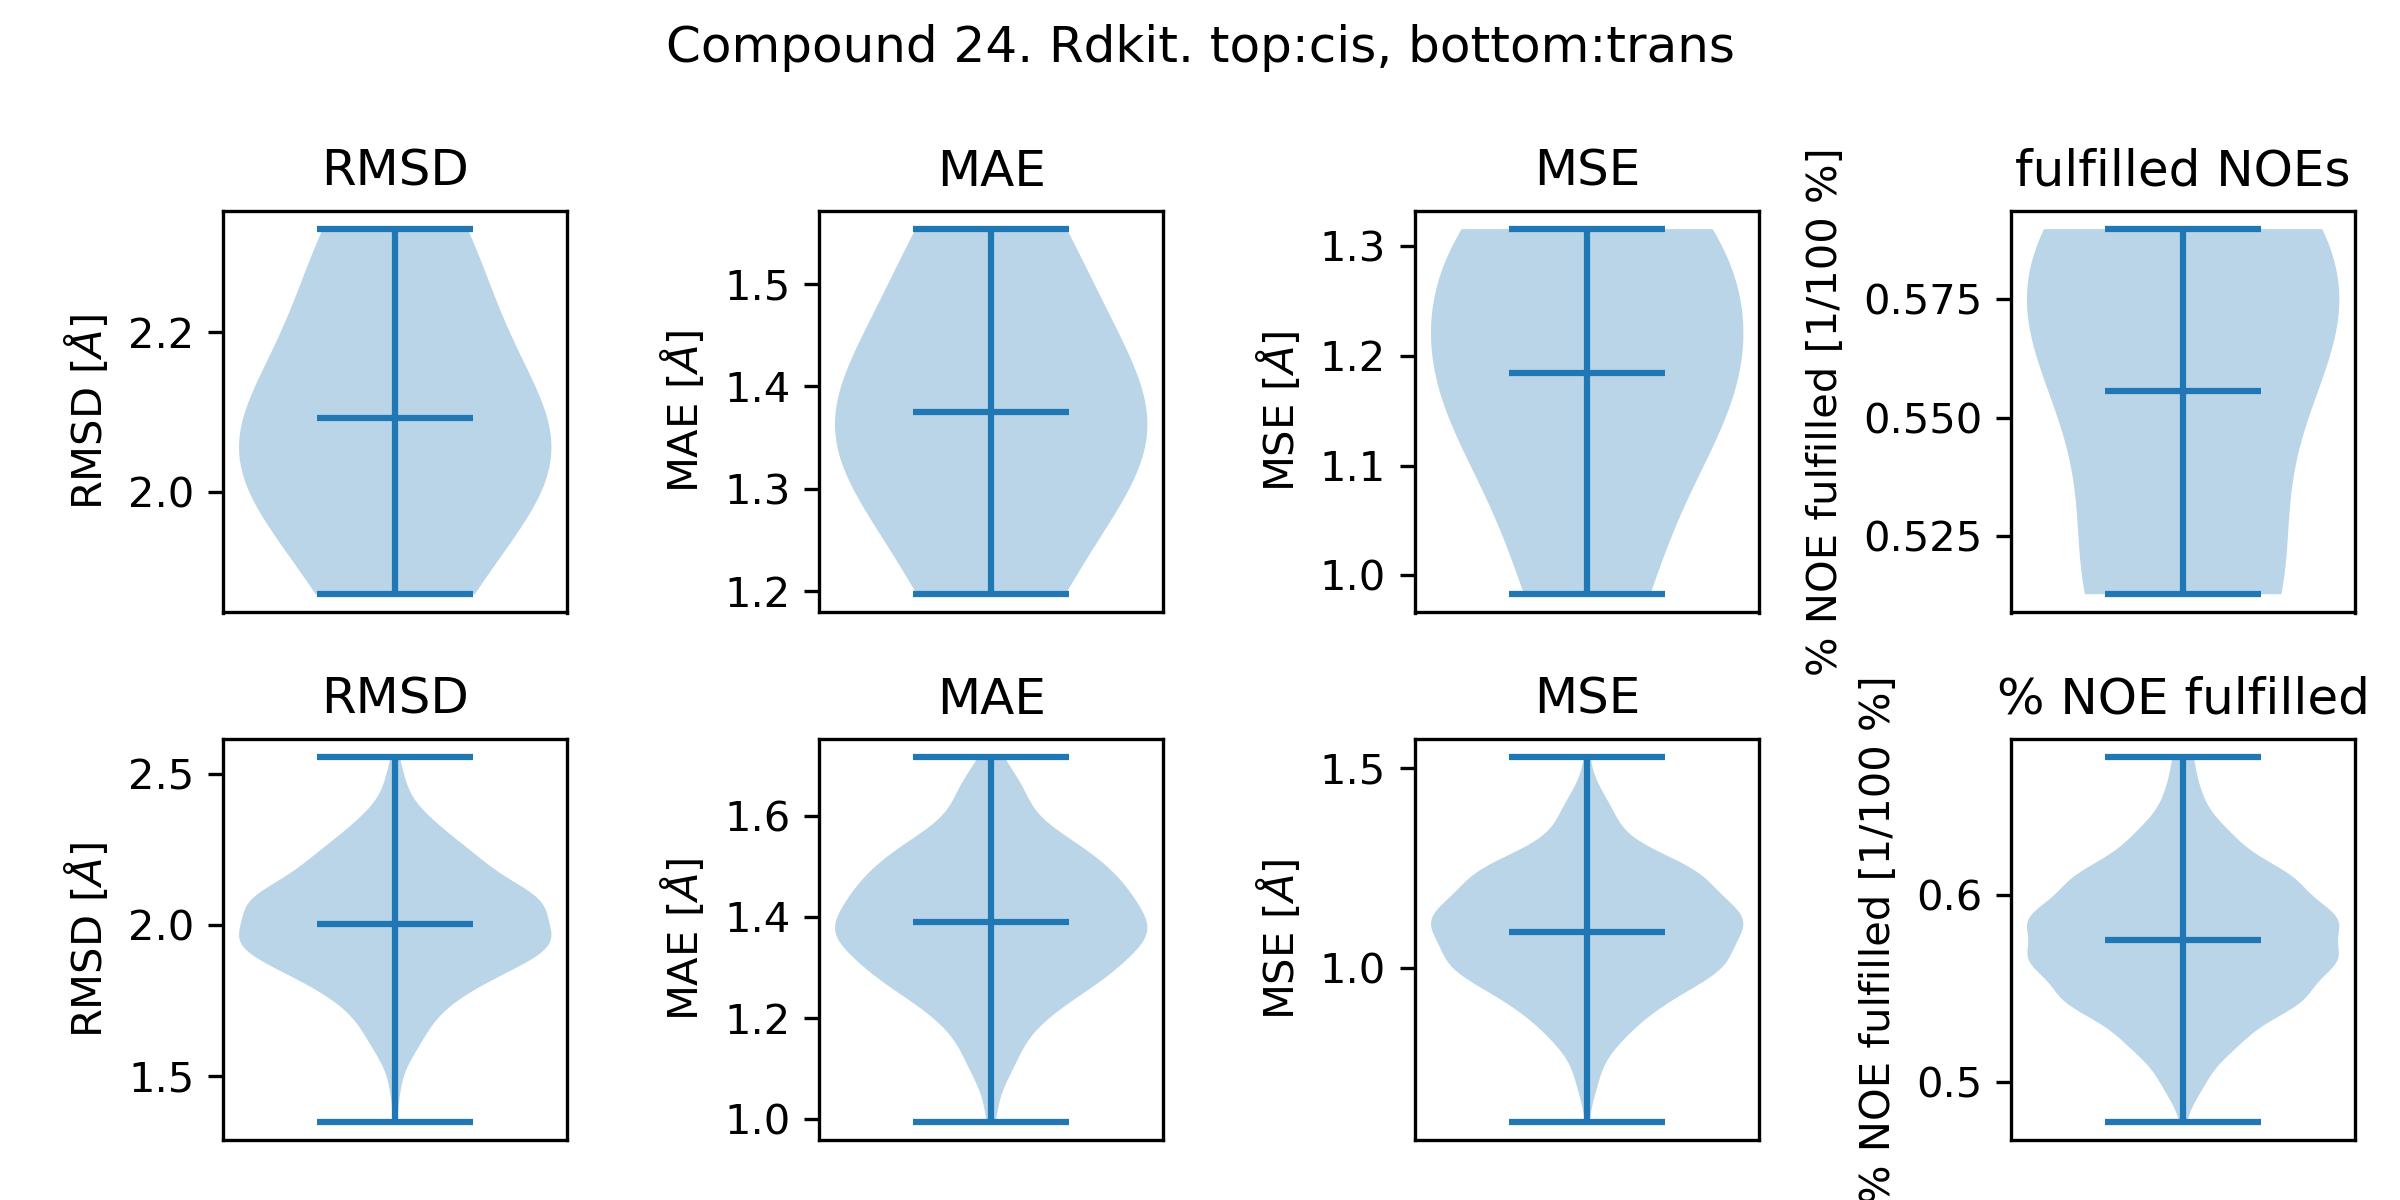 Compound 24. Rdkit. top:cis, bottom:trans
RMSD
RMSD [Å]
2.2
2.0
MAE
MAE [Å]
1.5
1.4
1.3
1.2
MSE
MSE [Å]
1.3
1.2
1.1
1.0
fulfilled NOEs
% NOE fulfilled [1/100 %]
0.575
0.550
0.525
RMSD
RMSD [Å]
2.5
2.0
1.5
MAE
MAE [Å]
1.6
1.4
1.2
1.0
MSE
MSE [Å]
1.5
1.0
% NOE fulfilled
% NOE fulfilled [1/100 %]
0.6
0.5